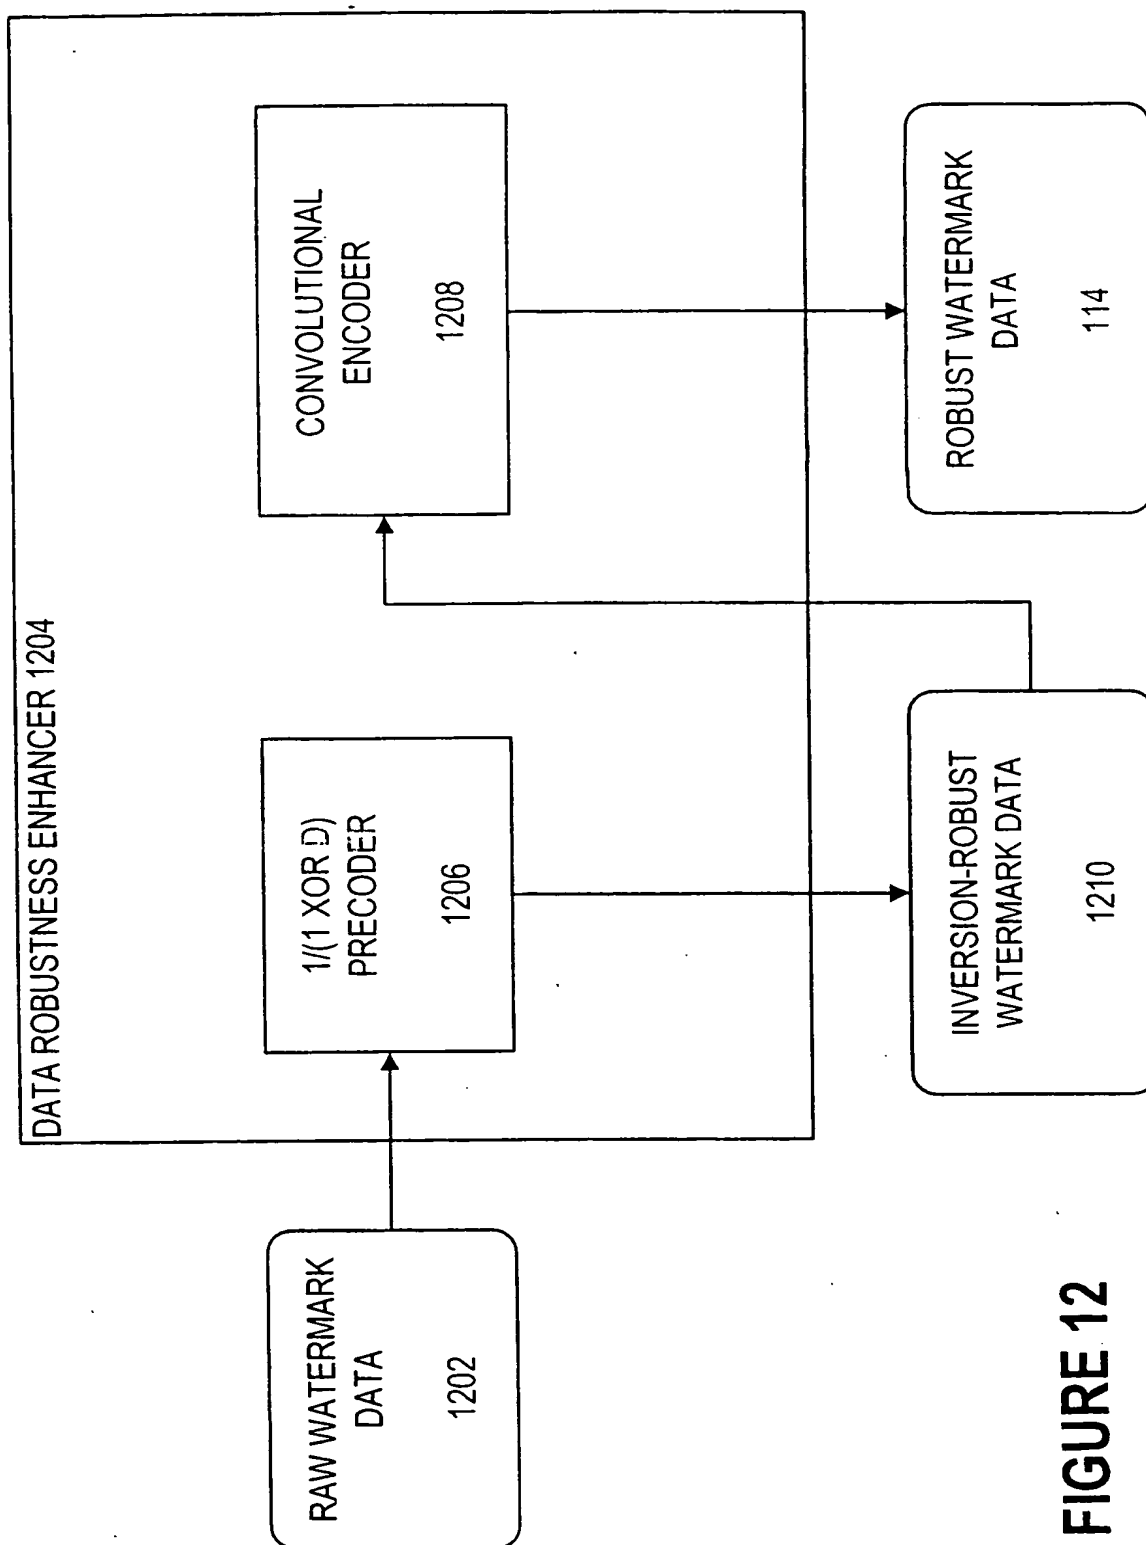 DATA ROBUSTNESS ENHANCER 1204
RAW WATERMARK
DATA
1202
1/(1 XOR D)
PRECODER
1206
CONVOLUTIONAL
ENCODER
1208
INVERSION-ROBUST
WATERMARK DATA
1210
ROBUST WATERMARK
DATA
114
FIGURE 12